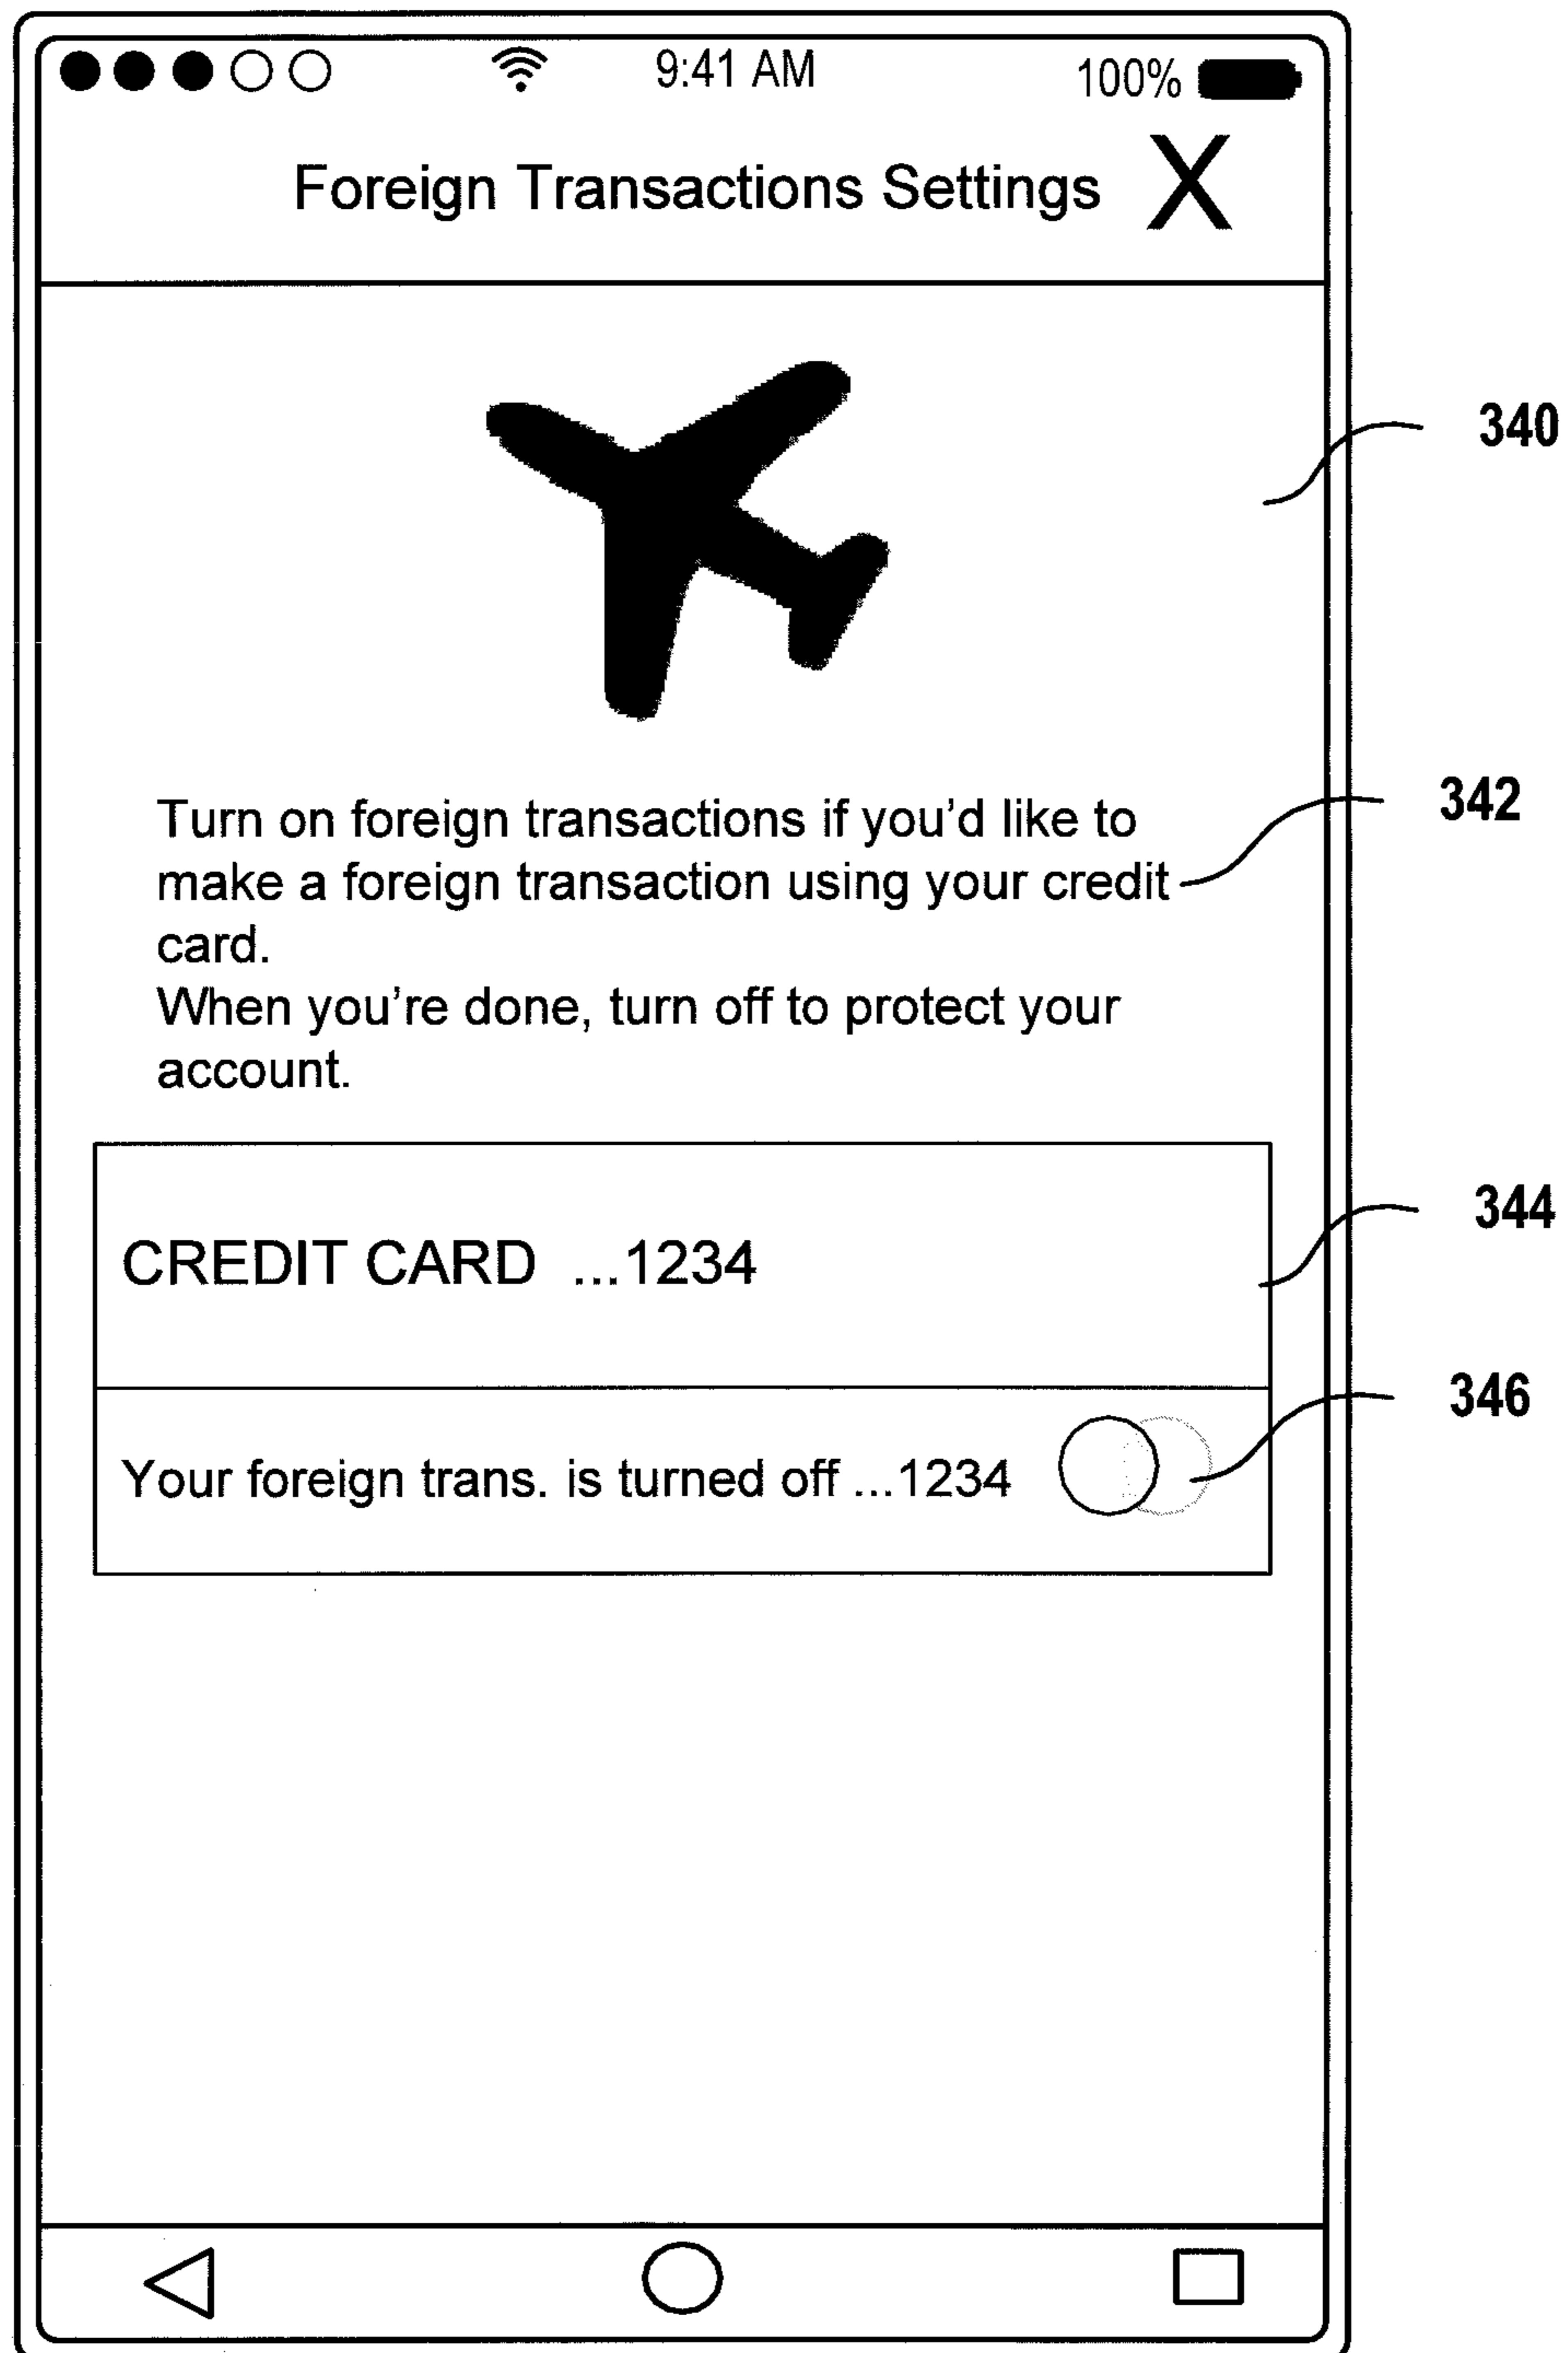 9:41 AM 100%
Foreign Transactions Settings X
340
Turn on foreign transactions if you'd like to
342
make a foreign transaction using your credit
card.
When you're done, turn off to protect your
account.
344
CREDIT CARD ...1234
346
Your foreign trans. is turned off ...1234